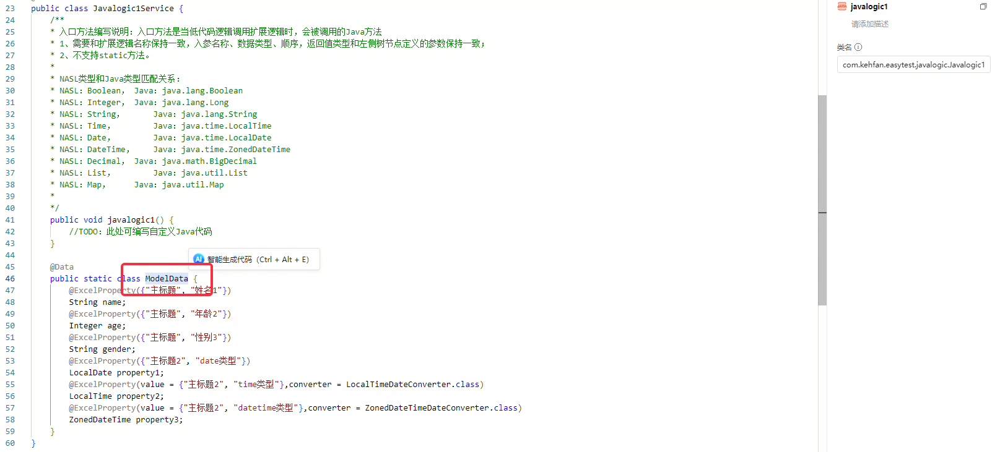 23 public class Javalogic1Service {
24 /**
25 * 入口方法编写说明：入口方法是当低代码逻辑调用扩展逻辑时，会被调用的Java方法
26 * 1、需要和扩展逻辑名称保持一致，入参名称、数据类型、顺序，返回值类型和左侧树节点定义的参数保持一致；
27 * 2、不支持static方法。
28 *
29 * NASL类型和Java类型匹配关系：
30 * NASL：Boolean， Java：java.lang.Boolean
31 * NASL：Integer， Java：java.lang.Long
32 * NASL：String， Java：java.lang.String
33 * NASL：Time， Java：java.time.LocalTime
34 * NASL：Date， Java：java.time.LocalDate
35 * NASL：DateTime， Java：java.time.ZonedDateTime
36 * NASL：Decimal， Java：java.math.BigDecimal
37 * NASL：List， Java：java.util.List
38 * NASL：Map， Java：java.util.Map
39 *
40 */
41 public void javalogic1() {
42 //TODO：此处可编写自定义Java代码
43 }
44
AI 智能生成代码（Ctrl + Alt + E）
45 @Data
46 public static class ModelData {
47 @ExcelProperty({"主标题", "姓名1"})
48 String name;
49 @ExcelProperty({"主标题", "年龄2"})
50 Integer age;
51 @ExcelProperty({"主标题", "性别3"})
52 String gender;
53 @ExcelProperty({"主标题2", "date类型"})
54 LocalDate property1;
55 @ExcelProperty(value = {"主标题2", "time类型"},converter = LocalTimeDateConverter.class)
56 LocalTime property2;
57 @ExcelProperty(value = {"主标题2", "datetime类型"},converter = ZonedDateTimeDateConverter.class)
58 ZonedDateTime property3;
59 }
60 }
javalogic1
请添加描述
类名
com.kehfan.easytest.javalogic.Javalogic1